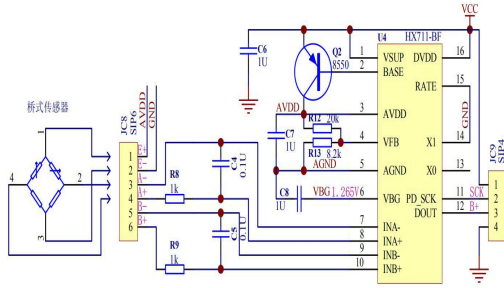 VCC
U4
HX711-BF
C6
1U
Q2
8550
1
VSUP
DVDD
16
2
BASE
RATE
15
AVDD
3
AVDD
R12
20k
GND
C7
1U
4
VFB
X1
14
R13
8.2k
AGND
5
AGND
X0
13
C8
1U
VBG
1.265V
6
VBG
PD_SCK
11
SCK
DOUT
12
B+
JC9
SIP4
1
2
3
4
7
INA-
8
INA+
9
INB-
10
INB+
桥式传感器
1
4
2
3
JC8
SIP6
AVDD
GND
1
E+
2
E-
3
A-
4
A+
5
B-
6
B+
R8
1k
C4
0.1U
C5
0.1U
R9
1k